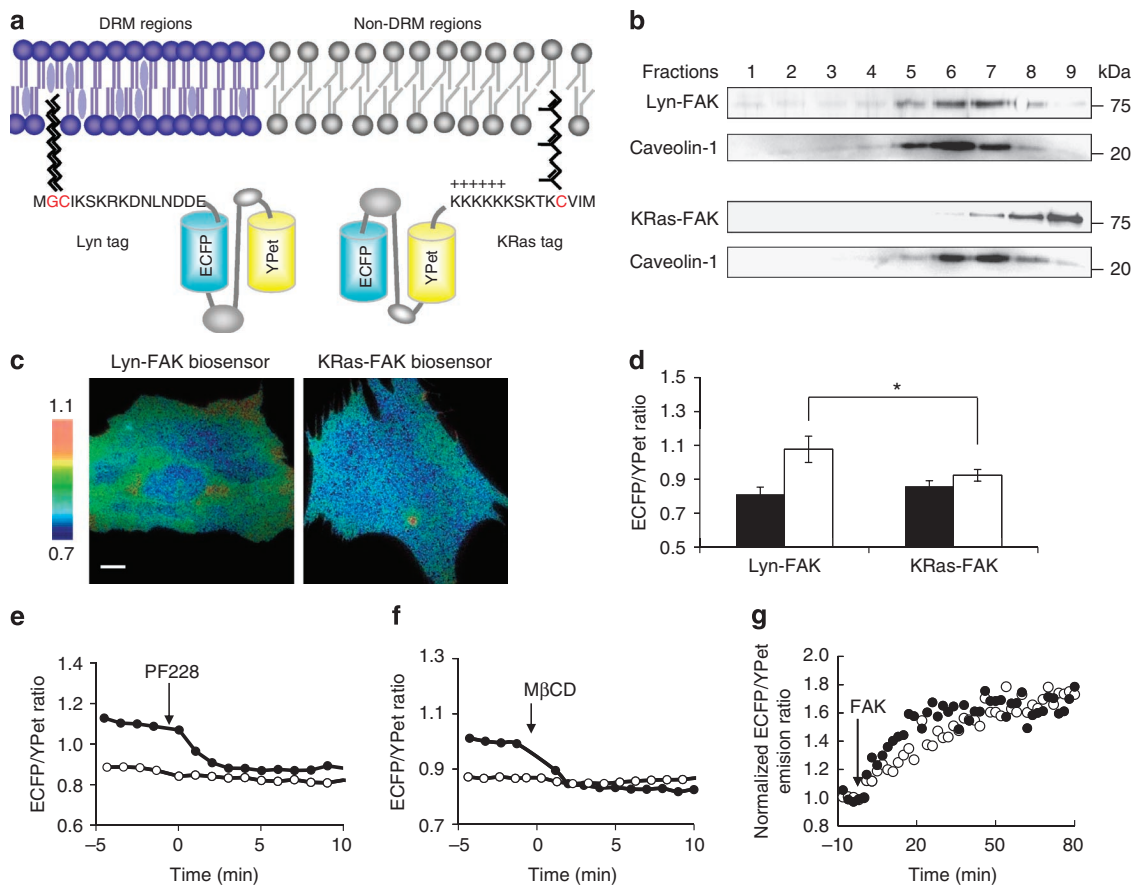 a
DRM regions
Non-DRM regions
++++++
MGCIKSKRKDNLNDDE
KKKKKKSKTKCVIM
Lyn tag
KRas tag
ECFP
YPet
ECFP
YPet
b
Fractions 1 2 3 4 5 6 7 8 9 kDa
Lyn-FAK
75
Caveolin-1
20
KRas-FAK
75
Caveolin-1
20
c
Lyn-FAK biosensor
KRas-FAK biosensor
1.1
0.7
d
ECFP/YPet ratio
1.5
1.3
1.1
0.9
0.7
0.5
*
Lyn-FAK
KRas-FAK
e
ECFP/YPet ratio
1.4
1.2
1.0
0.8
0.6
PF228
–5 0 5 10
Time (min)
f
ECFP/YPet ratio
1.3
1.1
0.9
0.7
MβCD
–5 0 5 10
Time (min)
g
Normalized ECFP/YPet
emission ratio
2.0
1.8
1.6
1.4
1.2
1.0
0.8
FAK
–10 20 50 80
Time (min)